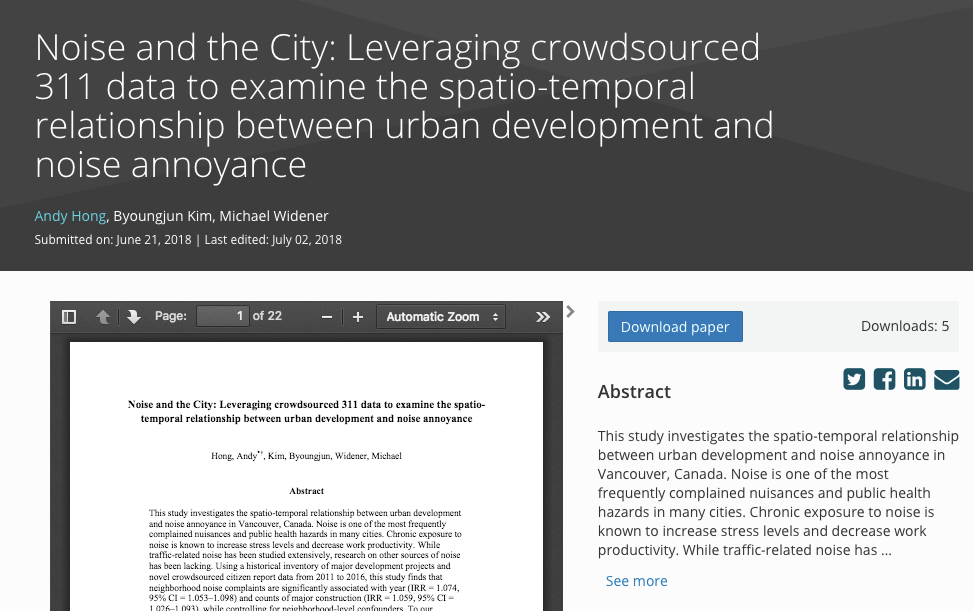 Noise and the City: Leveraging crowdsourced
311 data to examine the spatio-temporal
relationship between urban development and
noise annoyance
Andy Hong, Byoungjun Kim, Michael Widener
Submitted on: June 21, 2018 | Last edited: July 02, 2018
Page: 1 of 22
Automatic Zoom
Noise and the City: Leveraging crowdsourced 311 data to examine the spatio-
temporal relationship between urban development and noise annoyance
Hong, Andy*†, Kim, Byoungjun, Widener, Michael
Abstract
This study investigates the spatio-temporal relationship between urban development
and noise annoyance in Vancouver, Canada. Noise is one of the most frequently
complained nuisances and public health hazards in many cities. Chronic exposure to
noise is known to increase stress levels and decrease work productivity. While
traffic-related noise has been studied extensively, research on other sources of noise
has been lacking. Using a historical inventory of major development projects and
novel crowdsourced citizen report data from 2011 to 2016, this study finds that
neighborhood noise complaints are significantly associated with year (IRR = 1.074,
95% CI = 1.053–1.098) and counts of major construction (IRR = 1.059, 95% CI =
1.026–1.093), while controlling for neighborhood-level confounders. To our
Download paper
Downloads: 5
Abstract
This study investigates the spatio-temporal relationship
between urban development and noise annoyance in
Vancouver, Canada. Noise is one of the most
frequently complained nuisances and public health
hazards in many cities. Chronic exposure to noise is
known to increase stress levels and decrease work
productivity. While traffic-related noise has ...
See more